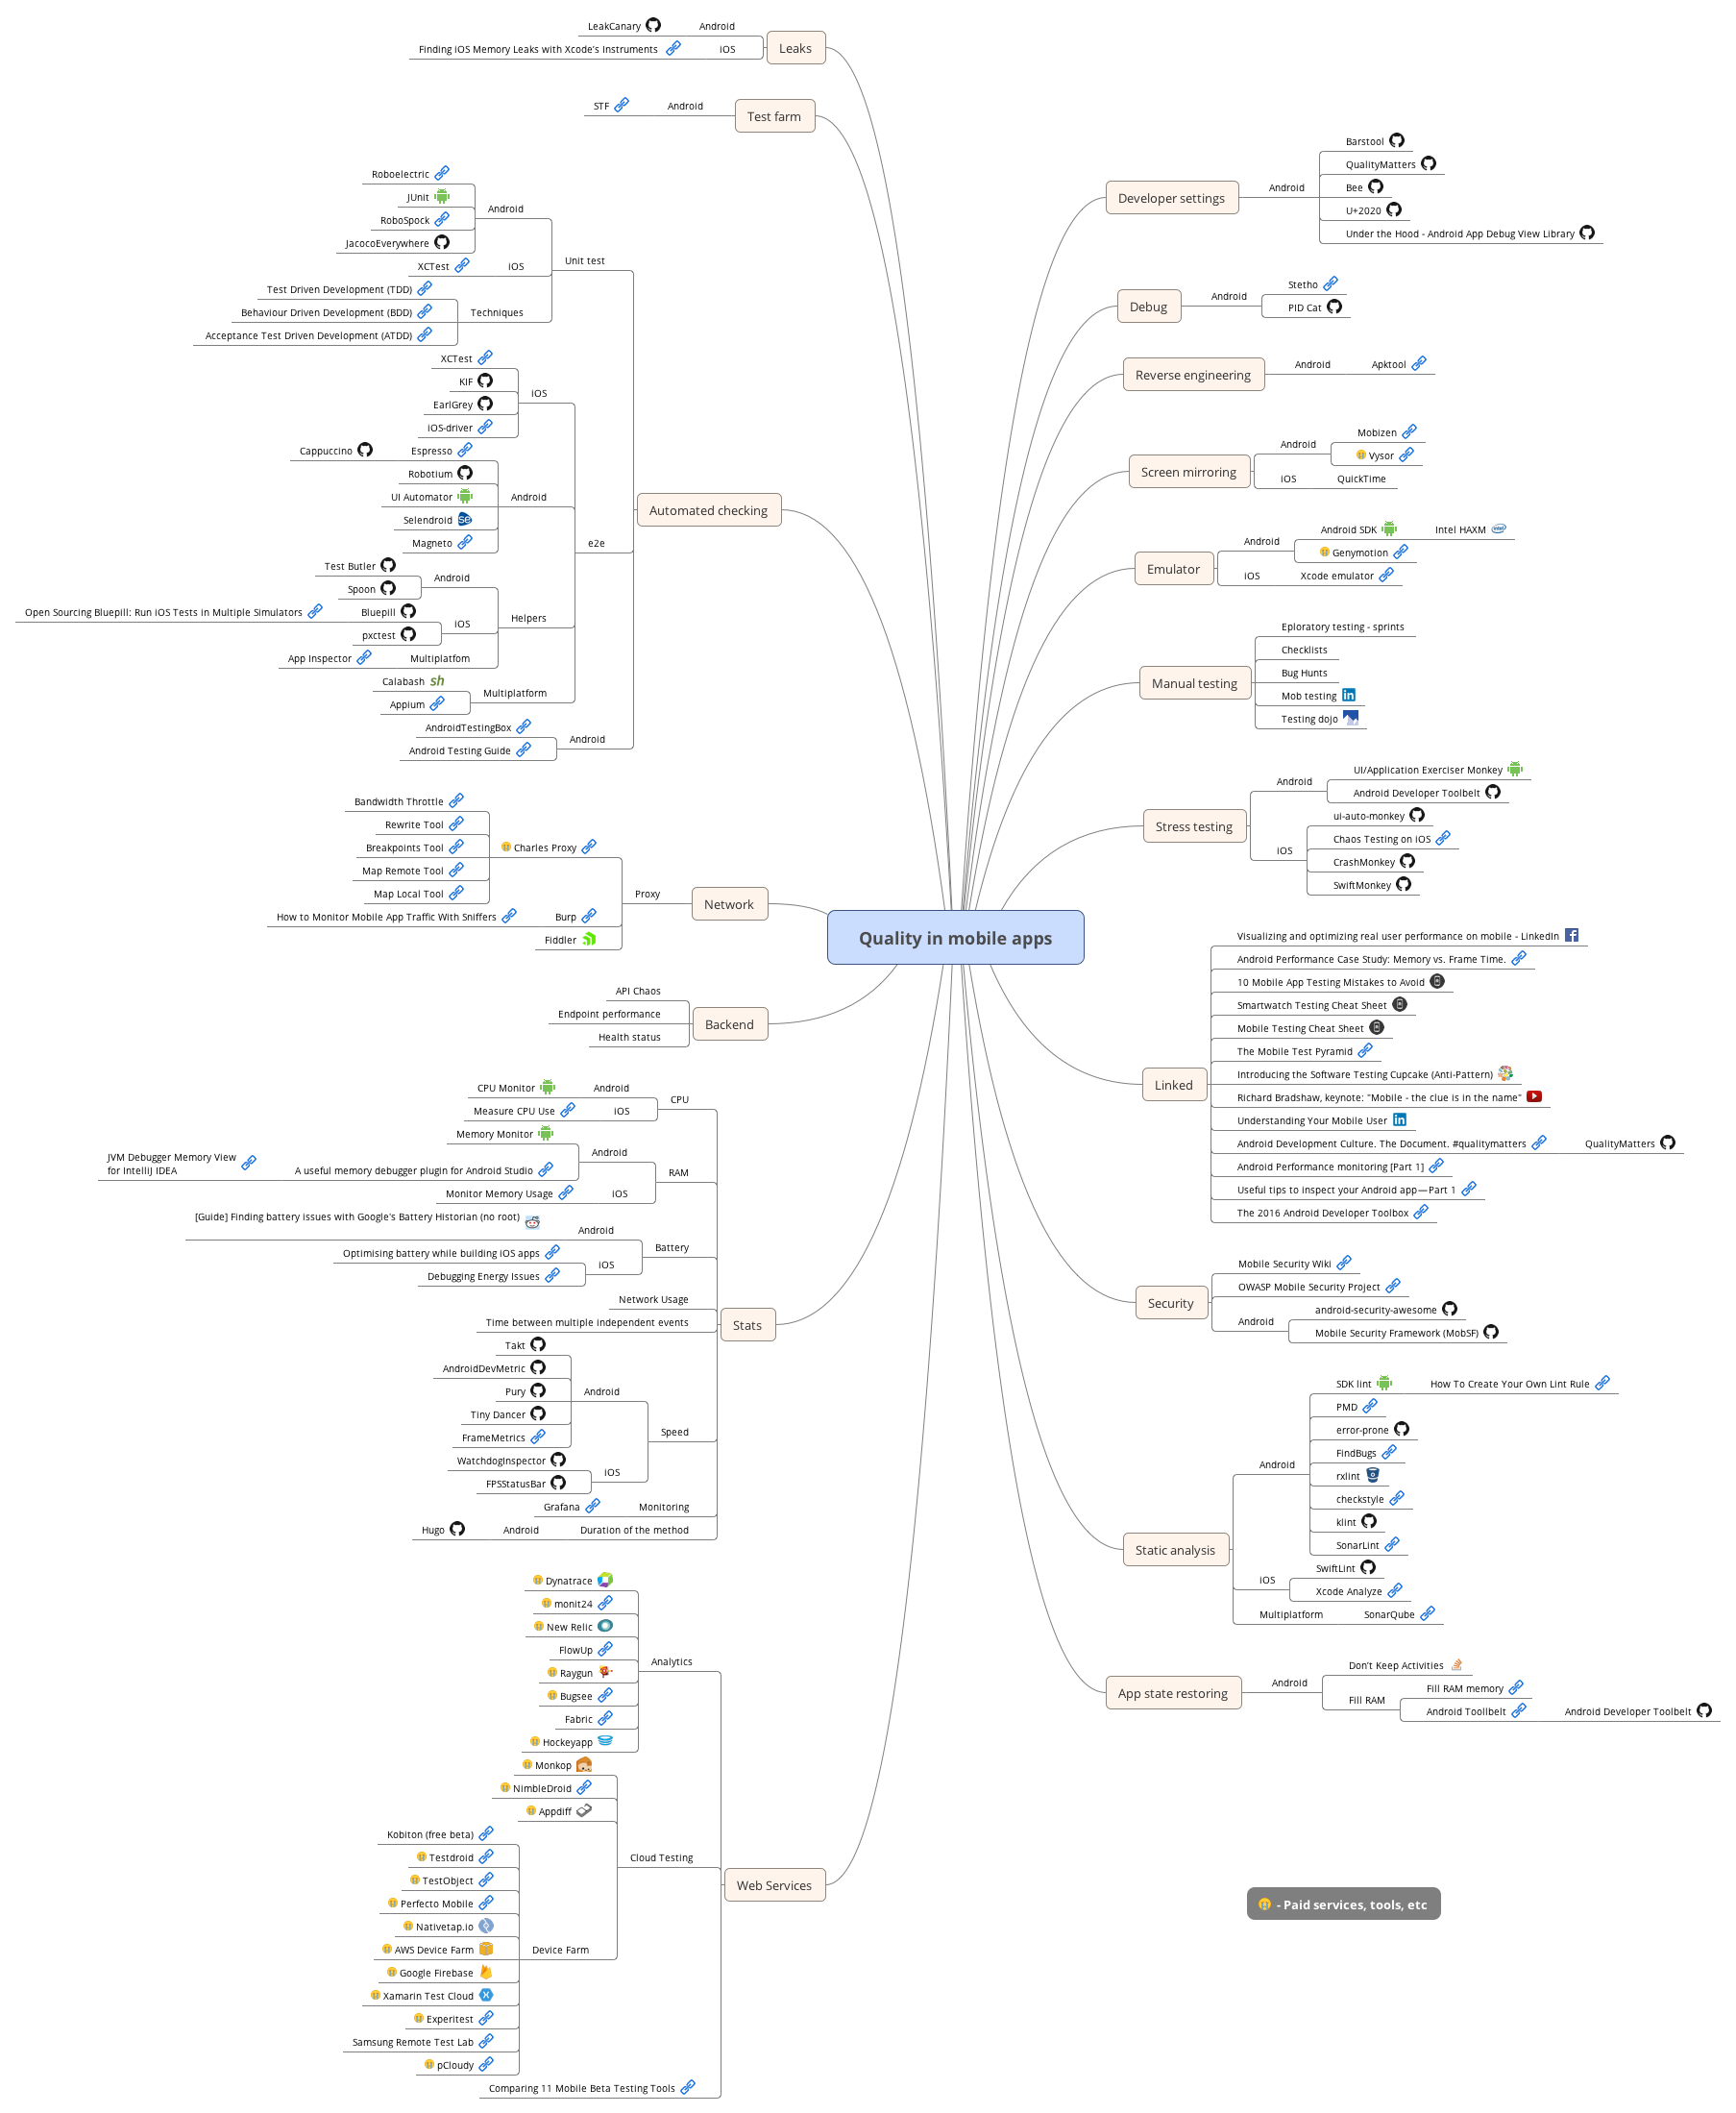 Quality in mobile apps
Leaks
Android
LeakCanary
iOS
Finding iOS Memory Leaks with Xcode's Instruments
Test farm
Android
STF
Automated checking
Unit test
Android
Roboelectric
JUnit
RoboSpock
JacocoEverywhere
iOS
XCTest
Techniques
Test Driven Development (TDD)
Behaviour Driven Development (BDD)
Acceptance Test Driven Development (ATDD)
e2e
iOS
XCTest
KIF
EarlGrey
iOS-driver
Android
Espresso
Cappuccino
Robotium
UI Automator
Selendroid
se
Magneto
Helpers
Android
Test Butler
Spoon
iOS
Bluepill
Open Sourcing Bluepill: Run iOS Tests in Multiple Simulators
pxctest
Multiplatfom
App Inspector
Multiplatform
Calabash
sh
Appium
Android
AndroidTestingBox
Android Testing Guide
Network
Proxy
Charles Proxy
Bandwidth Throttle
Rewrite Tool
Breakpoints Tool
Map Remote Tool
Map Local Tool
Burp
How to Monitor Mobile App Traffic With Sniffers
Fiddler
Backend
API Chaos
Endpoint performance
Health status
Stats
CPU
Android
CPU Monitor
iOS
Measure CPU Use
RAM
Android
Memory Monitor
A useful memory debugger plugin for Android Studio
JVM Debugger Memory View
for IntelliJ IDEA
iOS
Monitor Memory Usage
Battery
Android
[Guide] Finding battery issues with Google's Battery Historian (no root)
iOS
Optimising battery while building iOS apps
Debugging Energy Issues
Network Usage
Time between multiple independent events
Speed
Android
Takt
AndroidDevMetric
Pury
Tiny Dancer
FrameMetrics
iOS
WatchdogInspector
FPSStatusBar
Monitoring
Grafana
Duration of the method
Android
Hugo
Web Services
Analytics
Dynatrace
monit24
New Relic
FlowUp
Raygun
Bugsee
Fabric
Hockeyapp
Cloud Testing
Monkop
NimbleDroid
Appdiff
Device Farm
Kobiton (free beta)
Testdroid
TestObject
Perfecto Mobile
Nativetap.io
AWS Device Farm
Google Firebase
Xamarin Test Cloud
Experitest
Samsung Remote Test Lab
pCloudy
Comparing 11 Mobile Beta Testing Tools
Developer settings
Android
Barstool
QualityMatters
Bee
U+2020
Under the Hood - Android App Debug View Library
Debug
Android
Stetho
PID Cat
Reverse engineering
Android
Apktool
Screen mirroring
Android
Mobizen
Vysor
iOS
QuickTime
Emulator
Android
Android SDK
Intel HAXM
Genymotion
iOS
Xcode emulator
Manual testing
Eploratory testing - sprints
Checklists
Bug Hunts
Mob testing
in
Testing dojo
Stress testing
Android
UI/Application Exerciser Monkey
Android Developer Toolbelt
iOS
ui-auto-monkey
Chaos Testing on iOS
CrashMonkey
SwiftMonkey
Linked
Visualizing and optimizing real user performance on mobile - LinkedIn
Android Performance Case Study: Memory vs. Frame Time.
10 Mobile App Testing Mistakes to Avoid
Smartwatch Testing Cheat Sheet
Mobile Testing Cheat Sheet
The Mobile Test Pyramid
Introducing the Software Testing Cupcake (Anti-Pattern)
Richard Bradshaw, keynote: "Mobile - the clue is in the name"
Understanding Your Mobile User
in
Android Development Culture. The Document. #qualitymatters
QualityMatters
Android Performance monitoring [Part 1]
Useful tips to inspect your Android app—Part 1
The 2016 Android Developer Toolbox
Security
Mobile Security Wiki
OWASP Mobile Security Project
Android
android-security-awesome
Mobile Security Framework (MobSF)
Static analysis
Android
SDK lint
How To Create Your Own Lint Rule
PMD
error-prone
FindBugs
rxlint
checkstyle
klint
SonarLint
iOS
SwiftLint
Xcode Analyze
Multiplatform
SonarQube
App state restoring
Android
Don't Keep Activities
Fill RAM
Fill RAM memory
Android Toollbelt
Android Developer Toolbelt
- Paid services, tools, etc